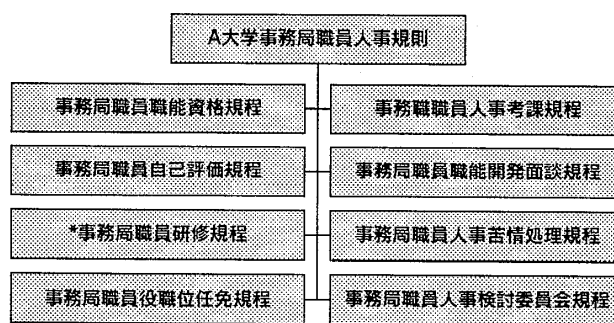 A大学事務局職員人事規則
事務局職員職能資格規程
事務職職員人事考課規程
事務局職員自己評価規程
事務局職員職能開発面談規程
*事務局職員研修規程
事務局職員人事苦情処理規程
事務局職員役職位任免規程
事務局職員人事検討委員会規程